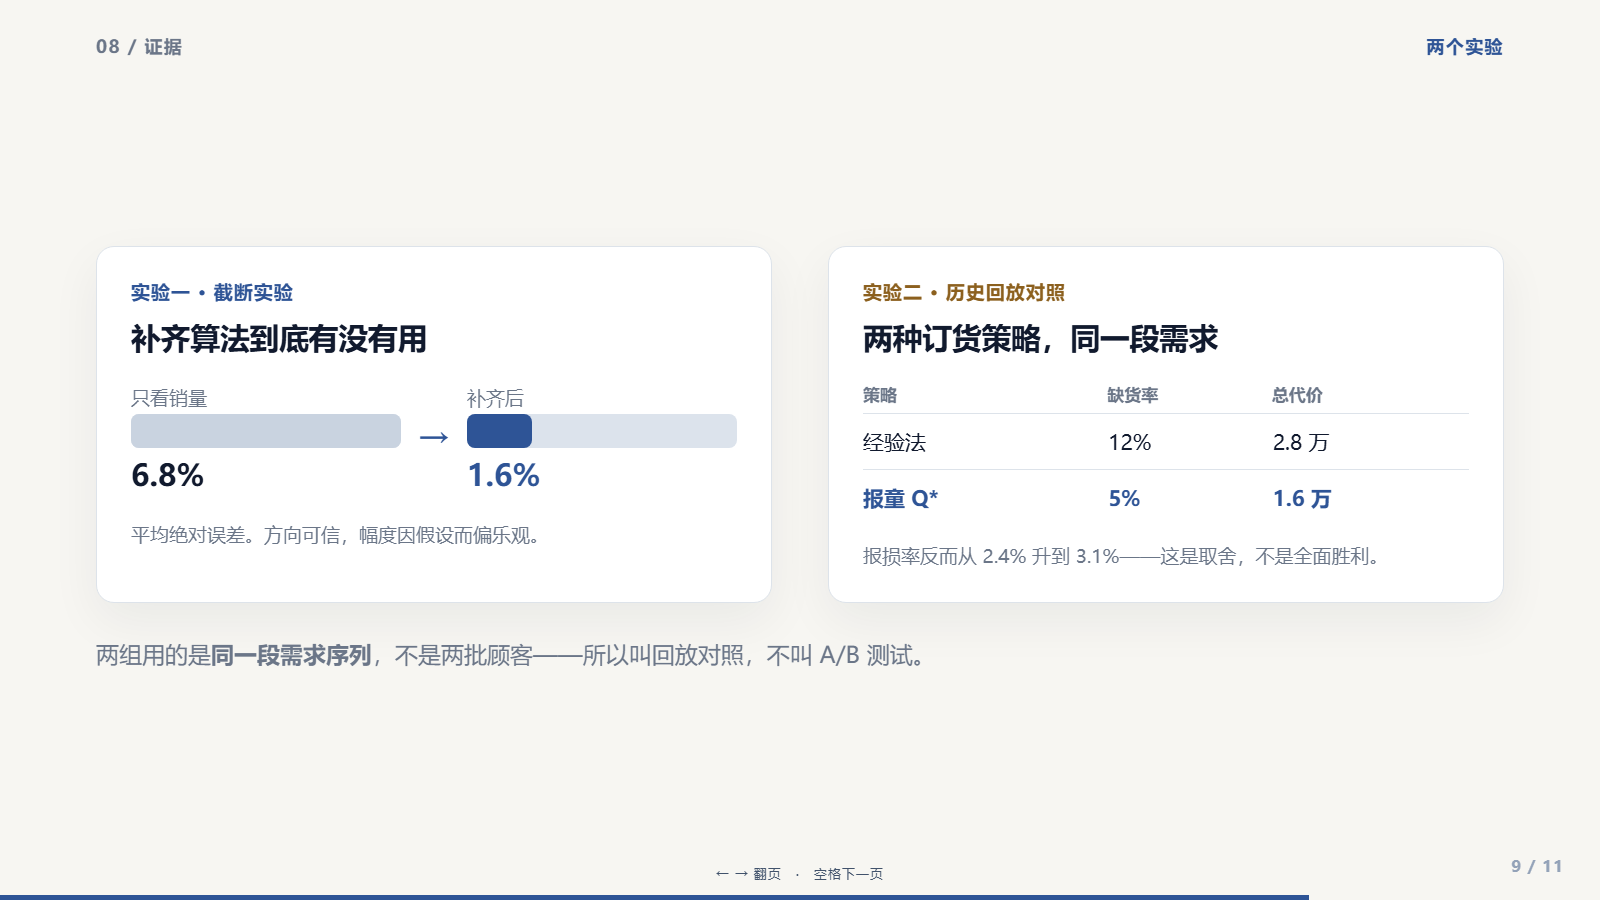 08 / 证据
两个实验
实验一·截断实验
补齐算法到底有没有用
只看销量
补齐后
→
6.8%
1.6%
平均绝对误差。方向可信，幅度因假设而偏乐观。
实验二·历史回放对照
两种订货策略，同一段需求
策略 缺货率 总代价
经验法 12% 2.8 万
报童 Q* 5% 1.6 万
报损率反而从 2.4% 升到 3.1%——这是取舍，不是全面胜利。
两组用的是同一段需求序列，不是两批顾客——所以叫回放对照，不叫 A/B 测试。
9 / 11
← → 翻页 · 空格下一页